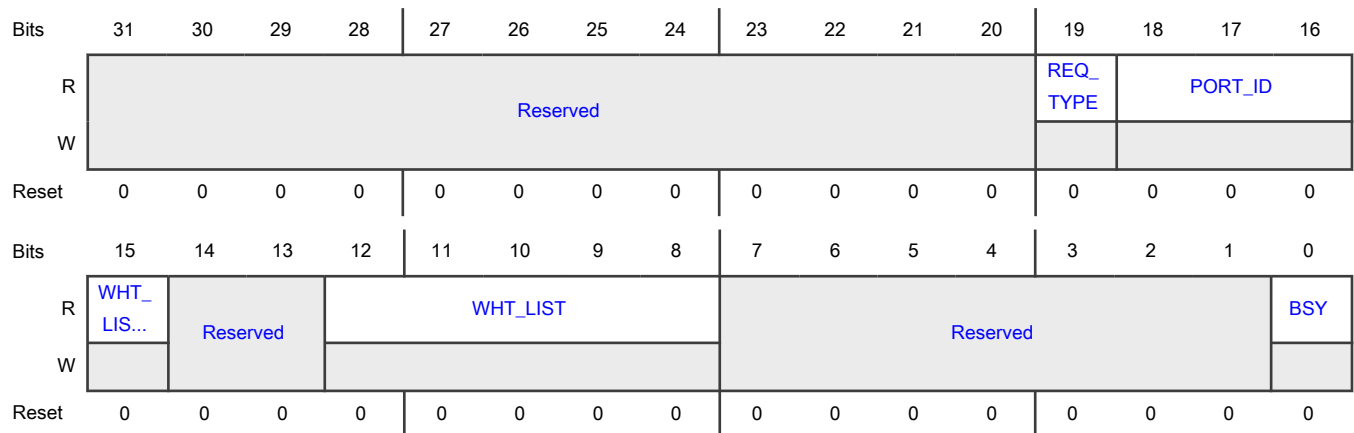 Bits 31 30 29 28 27 26 25 24 23 22 21 20 19 18 17 16
R Reserved REQ_ TYPE PORT_ID
W
Reset 0 0 0 0 0 0 0 0 0 0 0 0 0 0 0 0
Bits 15 14 13 12 11 10 9 8 7 6 5 4 3 2 1 0
R WHT_ LIS... Reserved WHT_LIST Reserved BSY
W
Reset 0 0 0 0 0 0 0 0 0 0 0 0 0 0 0 0